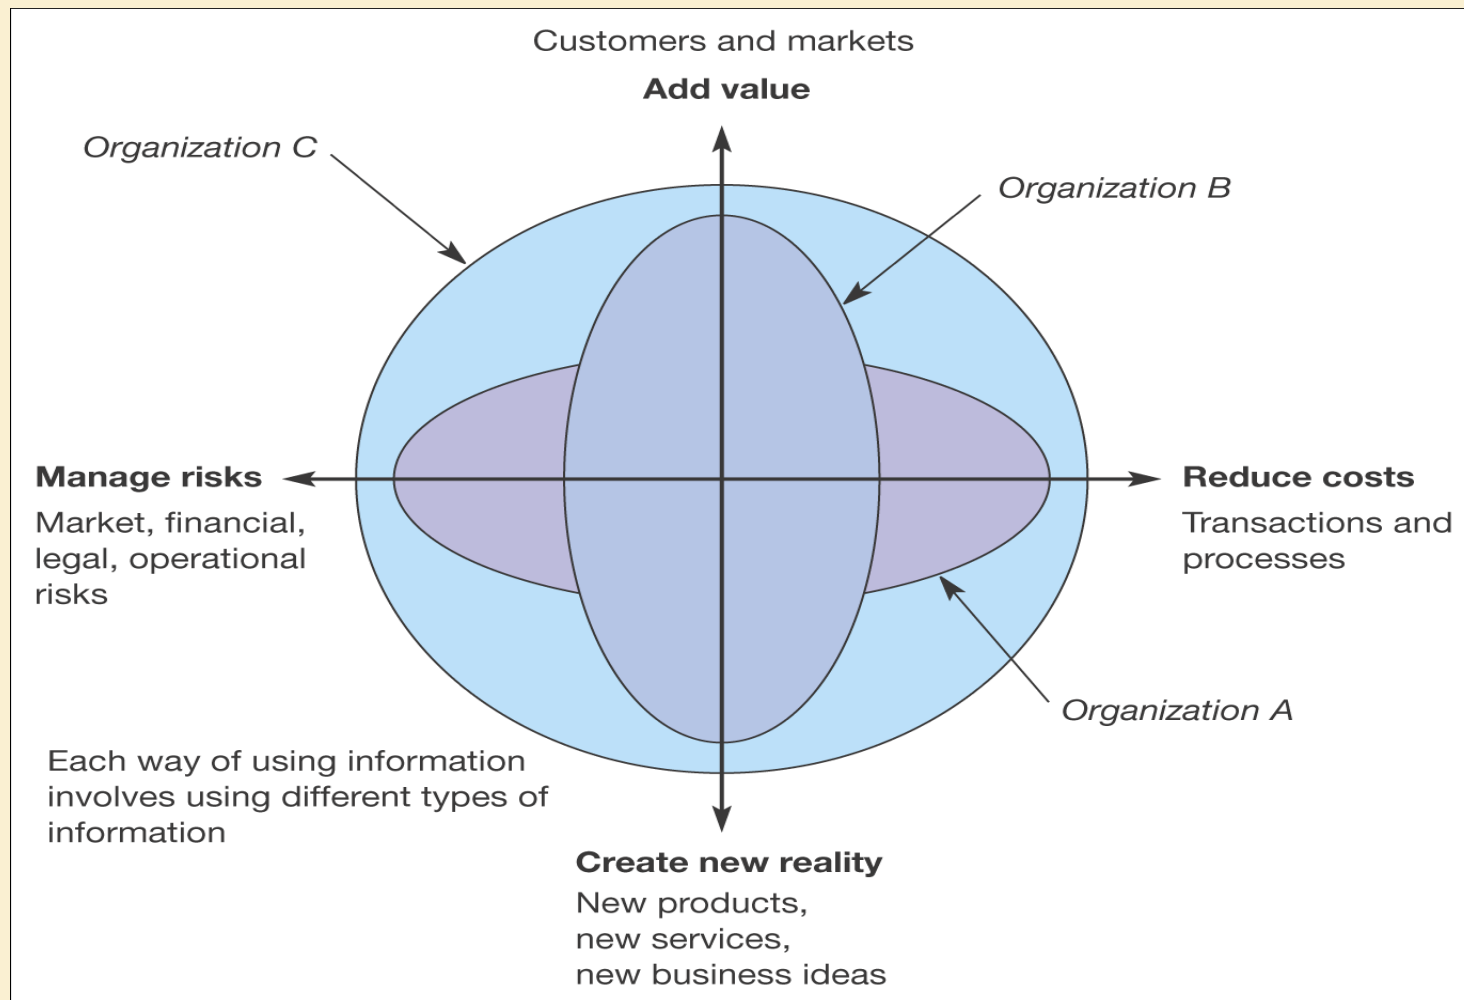 Customers and markets
Add value
Organization C
Organization B
Manage risks
Market, financial,
legal, operational
risks
Reduce costs
Transactions and
processes
Organization A
Each way of using information
involves using different types of
information
Create new reality
New products,
new services,
new business ideas